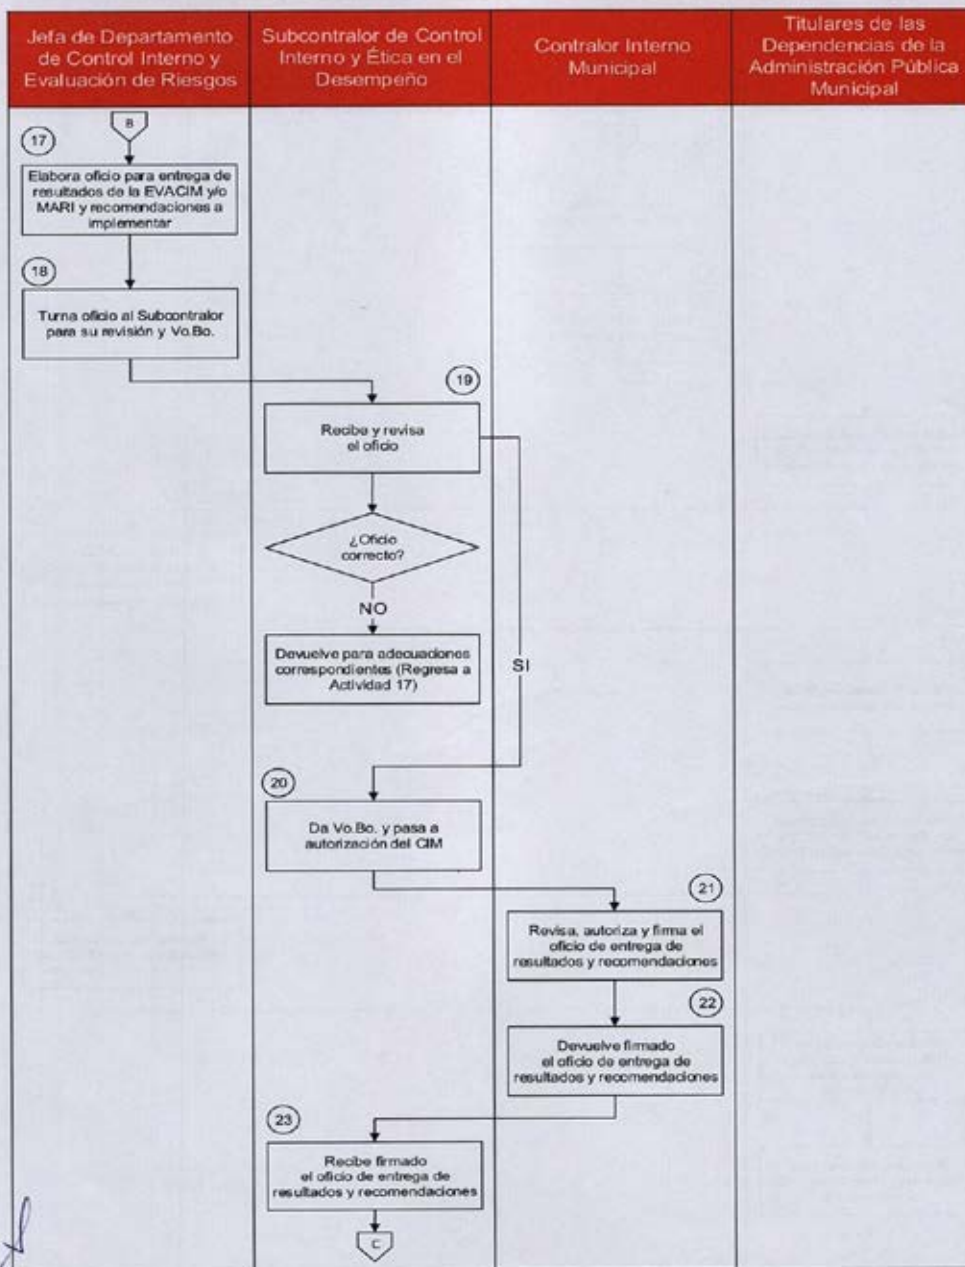 Jefa de Departamento
de Control Interno y
Evaluación de Riesgos
Subcontralor de Control
Interno y Ética en el
Desempeño
Contralor Interno
Municipal
Titulares de las
Dependencias de la
Administración Pública
Municipal
B
17
Elabora oficio para entrega de
resultados de la EVACIM y/o
MARI y recomendaciones a
implementar
18
Turna oficio al Subcontralor
para su revisión y Vo.Bo.
19
Recibe y revisa
el oficio
¿Oficio
correcto?
NO
Devuelve para adecuaciones
correspondientes (Regresa a
Actividad 17)
SI
20
Da Vo.Bo. y pasa a
autorización del CIM
21
Revisa, autoriza y firma el
oficio de entrega de
resultados y recomendaciones
22
Devuelve firmado
el oficio de entrega de
resultados y recomendaciones
23
Recibe firmado
el oficio de entrega de
resultados y recomendaciones
C